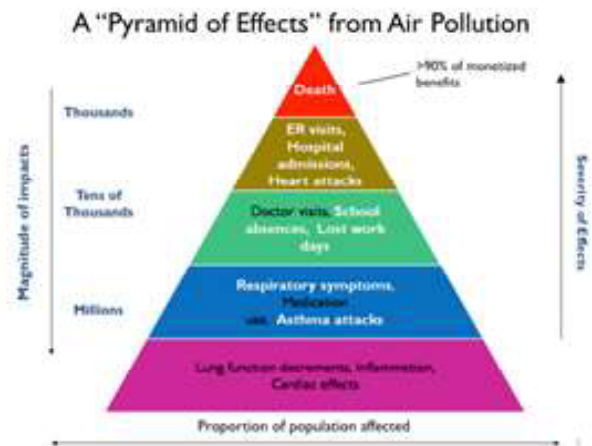 A “Pyramid of Effects” from Air Pollution
>90% of monetized
benefits
Death
Thousands
ER visits,
Hospital
admissions,
Heart attacks
Magnitude of impacts
Severity of Effects
Tens of
Thousands
Doctor visits, School
absences, Lost work
days
Respiratory symptoms,
Medication
use, Asthma attacks
Millions
Lung function decrements, Inflammation,
Cardiac effects
Proportion of population affected